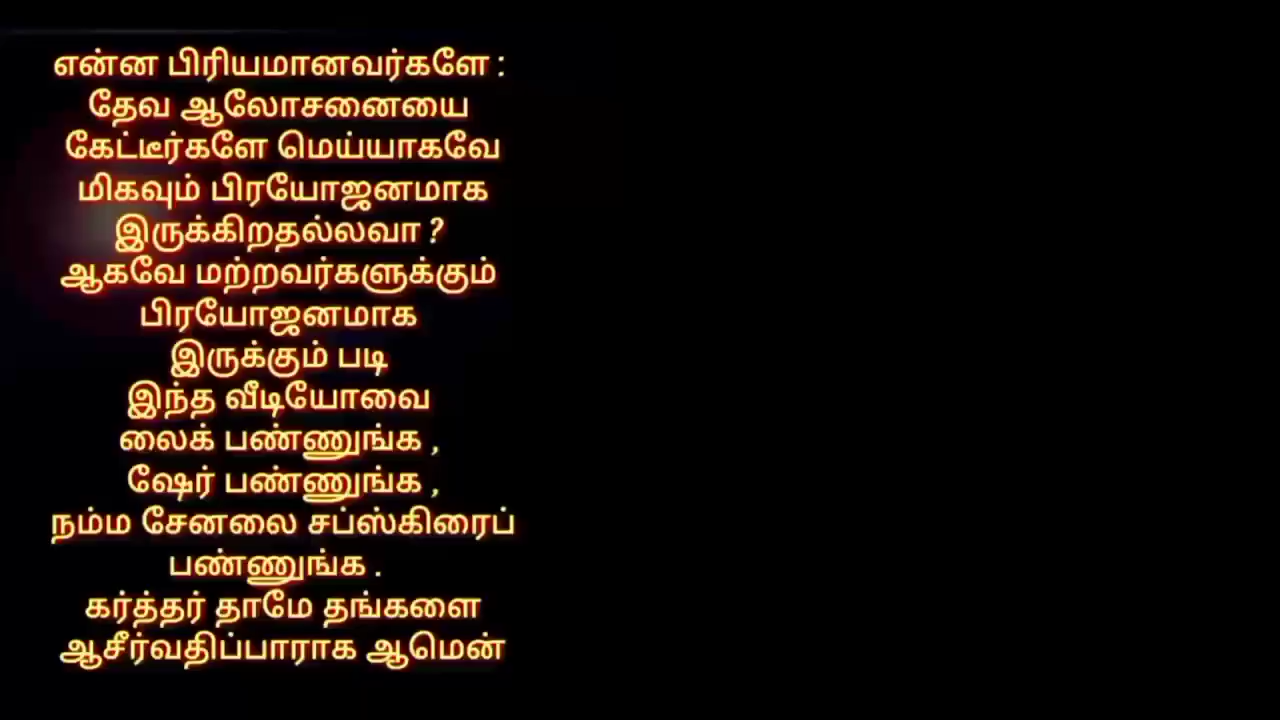 என்ன பிரியமானவர்களே :
தேவ ஆலோசனையை
கேட்டீர்களே மெய்யாகவே
மிகவும் பிரயோஜனமாக
இருக்கிறதல்லவா ?
ஆகவே மற்றவர்களுக்கும்
பிரயோஜனமாக
இருக்கும் படி
இந்த வீடியோவை
லைக் பண்ணுங்க ,
ஷேர் பண்ணுங்க ,
நம்ம சேனலை சப்ஸ்கிரைப்
பண்ணுங்க .
கர்த்தர் தாமே தங்களை
ஆசீர்வதிப்பாராக ஆமென்